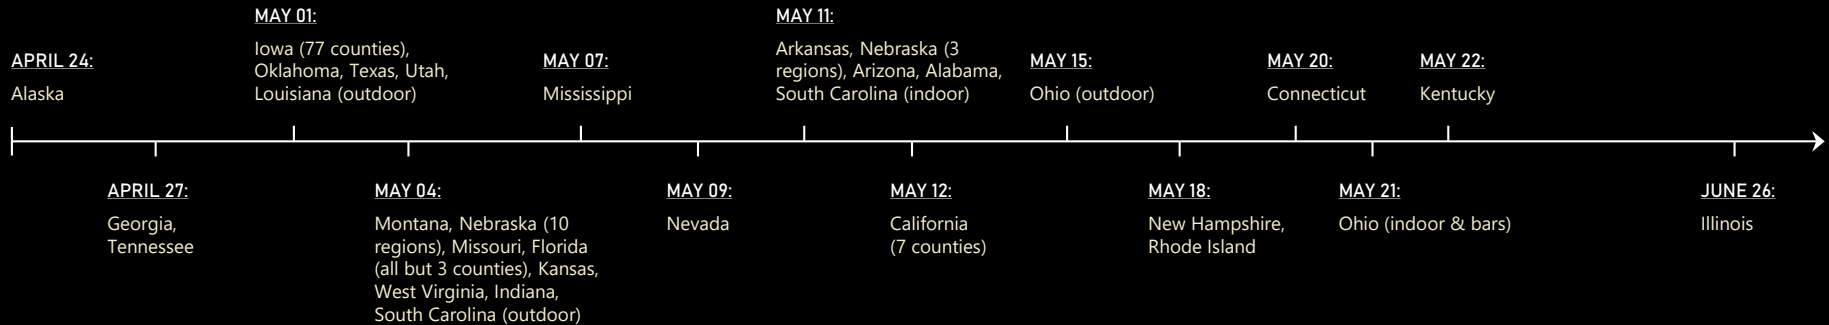 APRIL 24:
Alaska
APRIL 27:
Georgia,
Tennessee
MAY 01:
Iowa (77 counties),
Oklahoma, Texas, Utah,
Louisiana (outdoor)
MAY 04:
Montana, Nebraska (10
regions), Missouri, Florida
(all but 3 counties), Kansas,
West Virginia, Indiana,
South Carolina (outdoor)
MAY 07:
Mississippi
MAY 09:
Nevada
MAY 11:
Arkansas, Nebraska (3
regions), Arizona, Alabama,
South Carolina (indoor)
MAY 12:
California
(7 counties)
MAY 15:
Ohio (outdoor)
MAY 18:
New Hampshire,
Rhode Island
MAY 20:
Connecticut
MAY 21:
Ohio (indoor & bars)
MAY 22:
Kentucky
JUNE 26:
Illinois